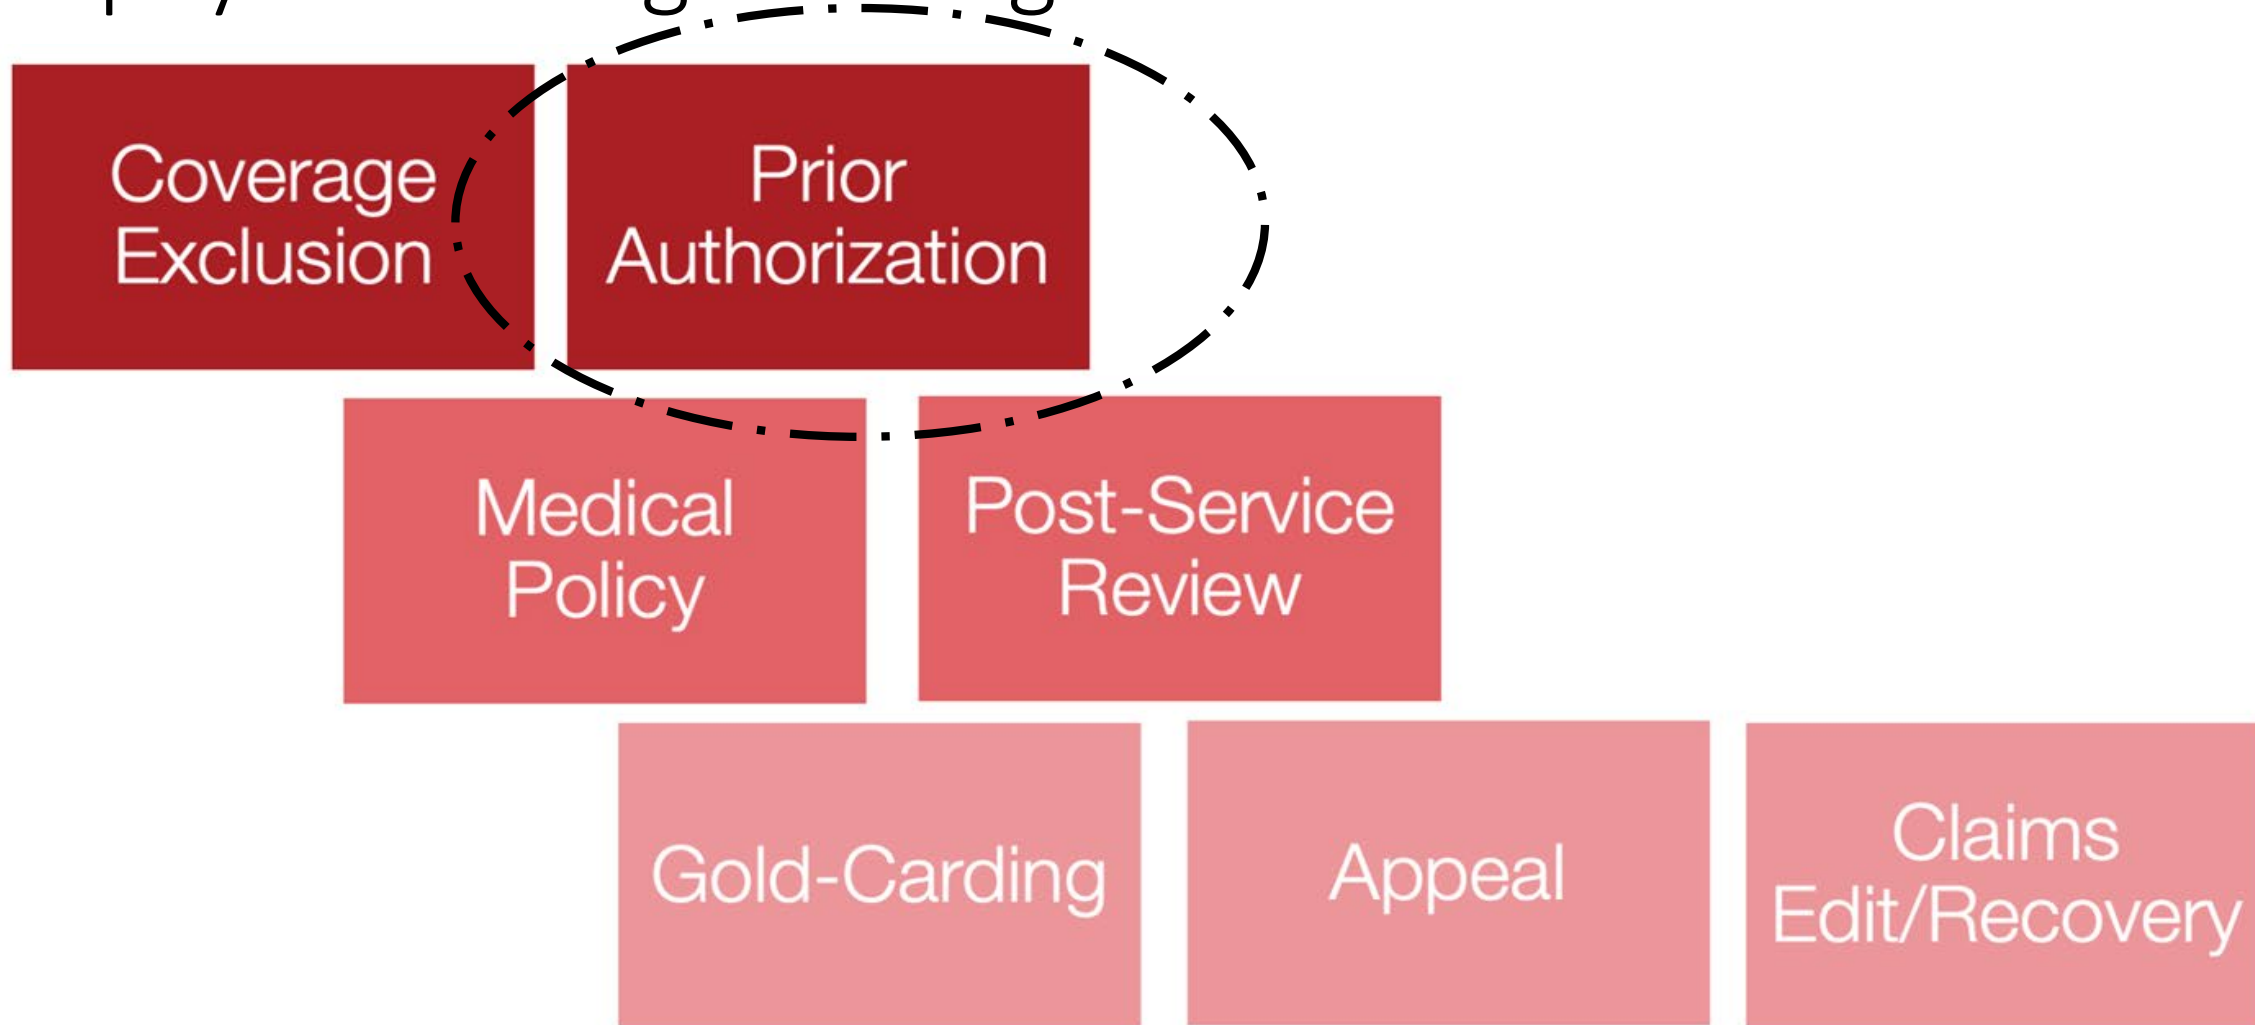 Coverage
Exclusion
Prior
Authorization
Medical
Policy
Post-Service
Review
Gold-Carding
Appeal
Claims
Edit/Recovery